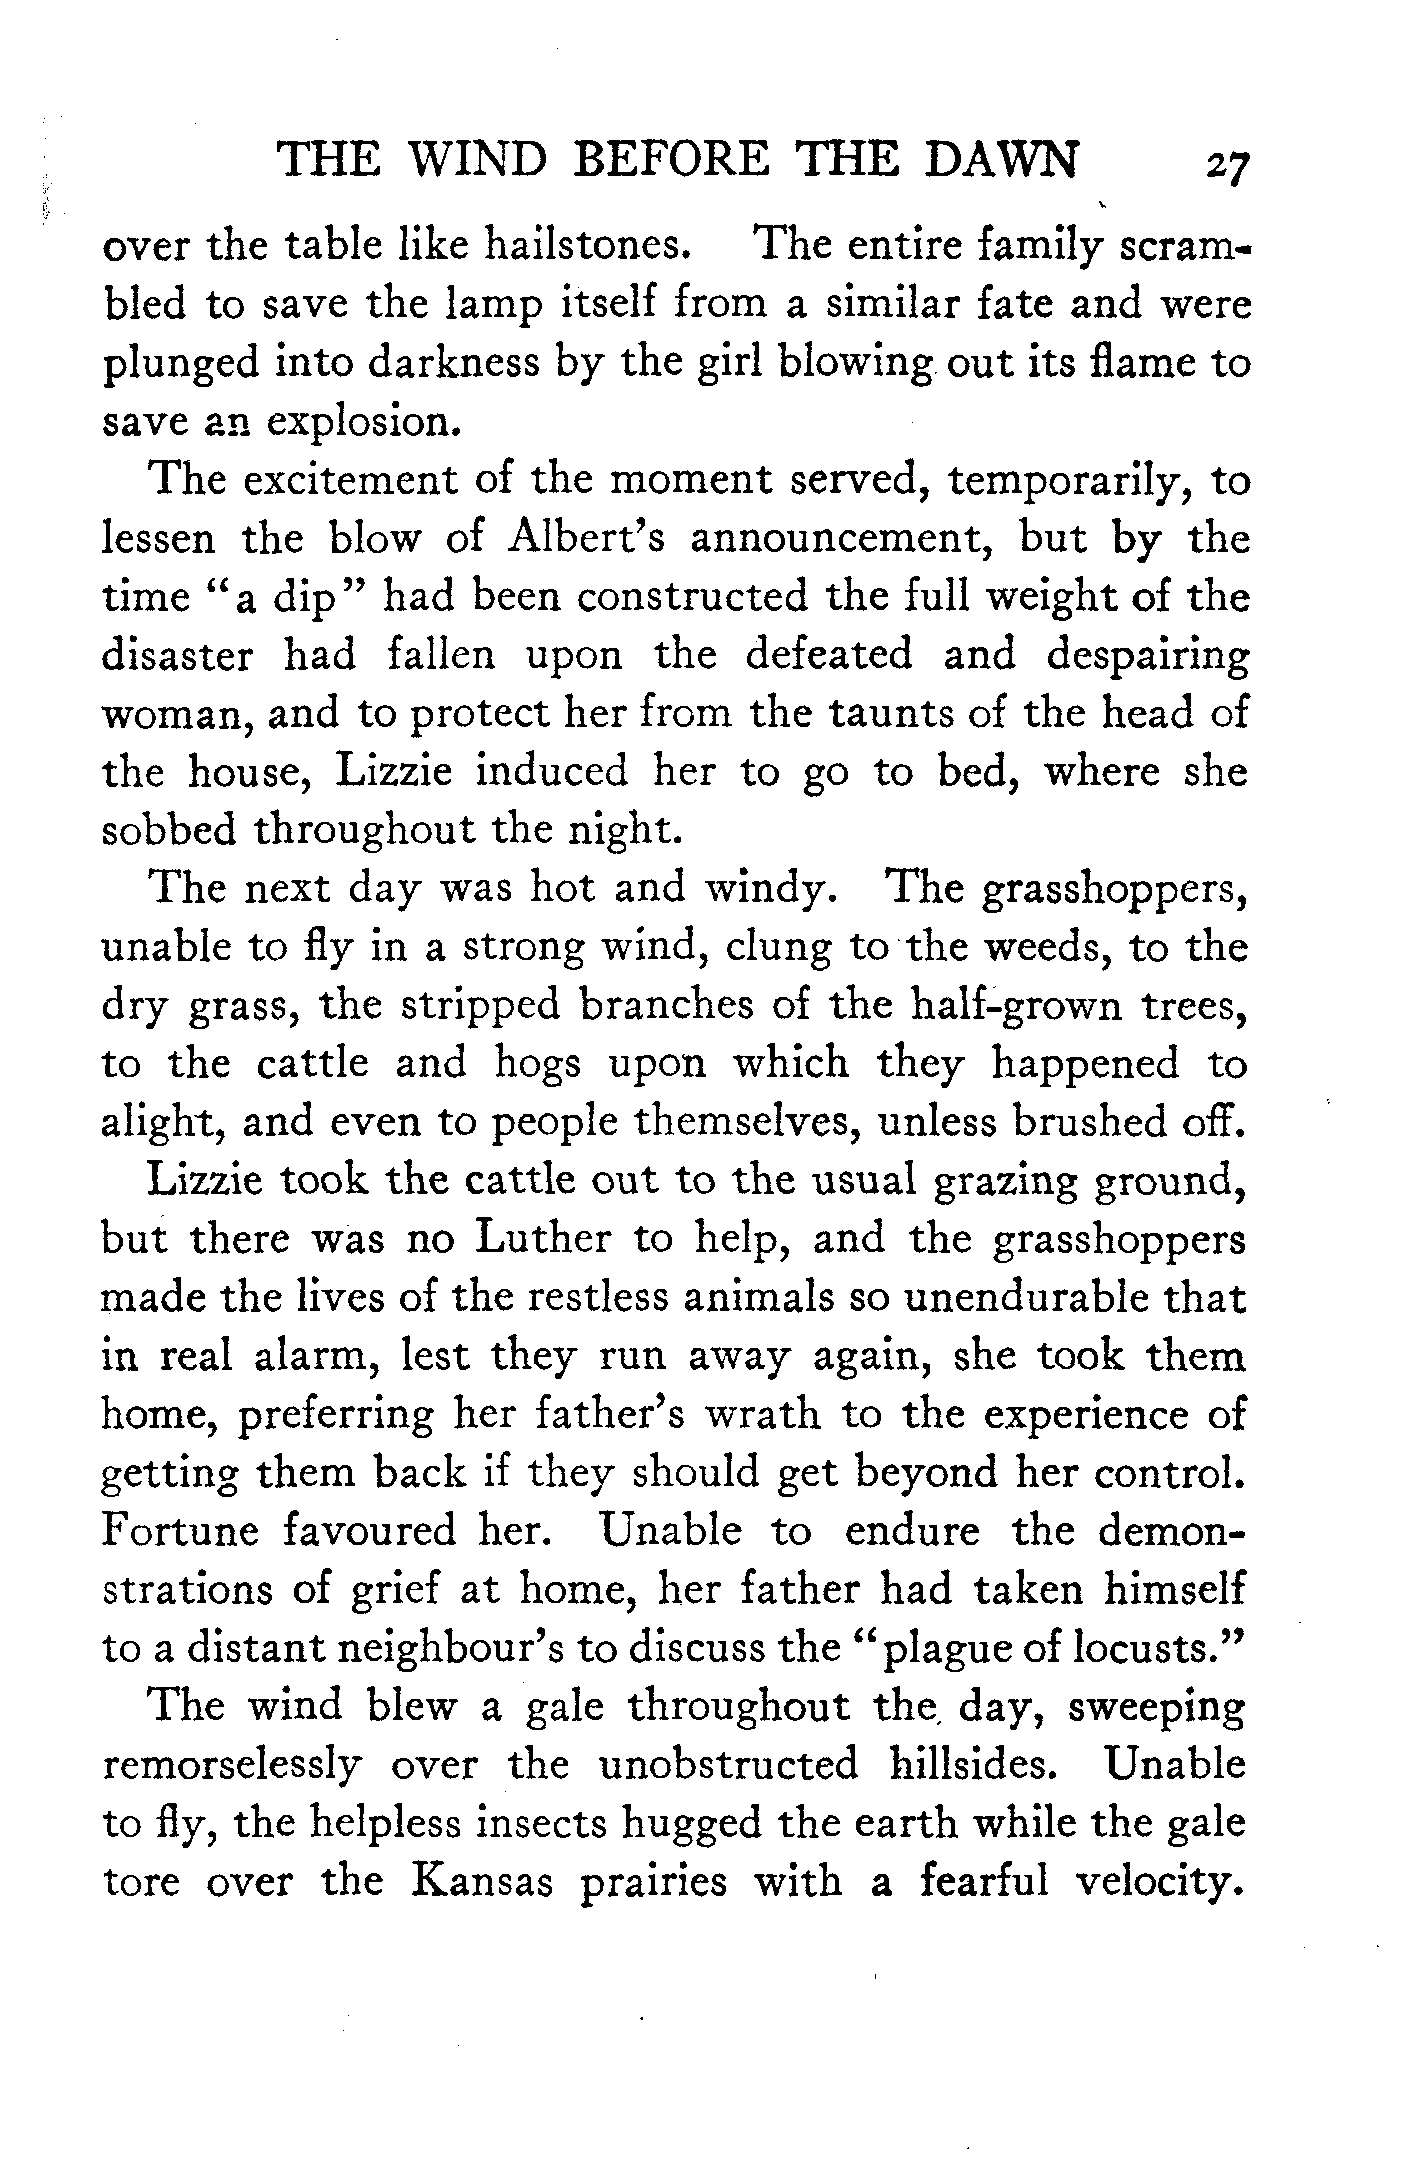 THE WIND BEFORE THE DAWN 27
over the table like hailstones. The entire family scram-
bled to save the lamp itself from a similar fate and were
plunged into darkness by the girl blowing out its flame to
save an explosion.
The excitement of the moment served, temporarily, to
lessen the blow of Albert's announcement, but by the
time "a dip" had been constructed the full weight of the
disaster had fallen upon the defeated and despairing
woman, and to protect her from the taunts of the head of
the house, Lizzie induced her to go to bed, where she
sobbed throughout the night.
The next day was hot and windy. The grasshoppers,
unable to fly in a strong wind, clung to the weeds, to the
dry grass, the stripped branches of the half-grown trees,
to the cattle and hogs upon which they happened to
alight, and even to people themselves, unless brushed off.
Lizzie took the cattle out to the usual grazing ground,
but there was no Luther to help, and the grasshoppers
made the lives of the restless animals so unendurable that
in real alarm, lest they run away again, she took them
home, preferring her father's wrath to the experience of
getting them back if they should get beyond her control.
Fortune favoured her. Unable to endure the demon-
strations of grief at home, her father had taken himself
to a distant neighbour's to discuss the "plague of locusts."
The wind blew a gale throughout the day, sweeping
remorselessly over the unobstructed hillsides. Unable
to fly, the helpless insects hugged the earth while the gale
tore over the Kansas prairies with a fearful velocity.